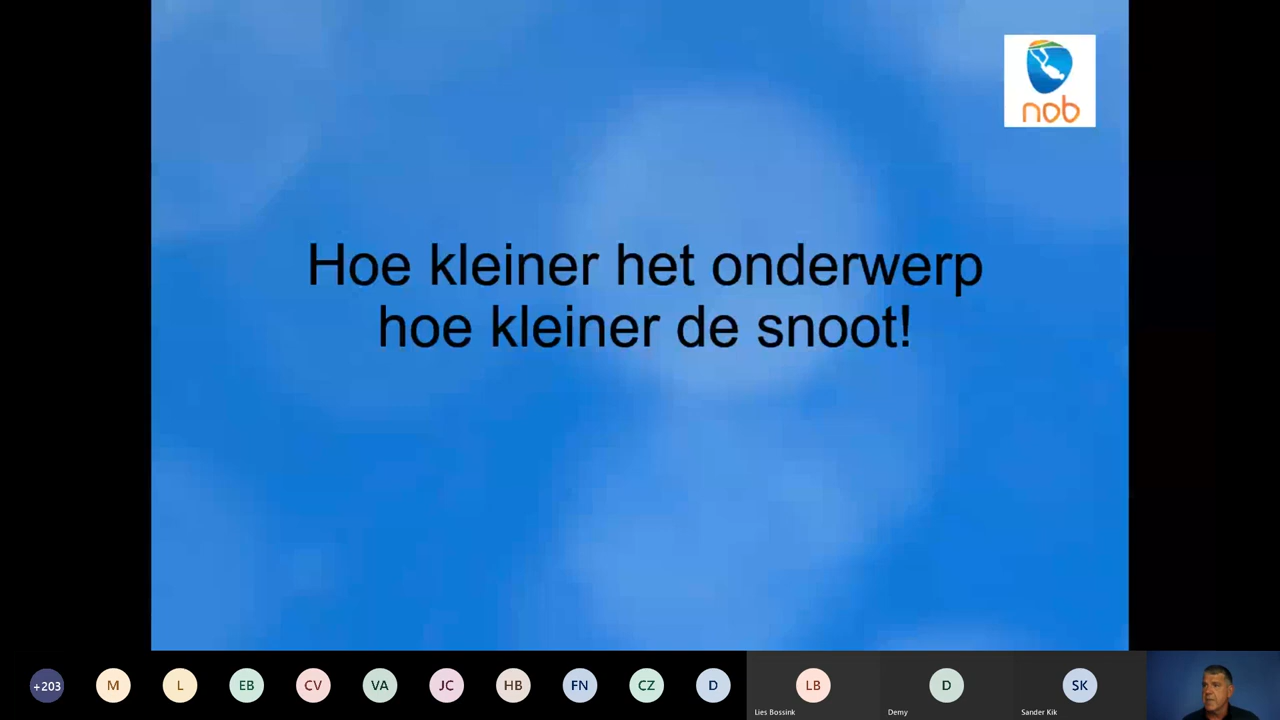 nob
Hoe kleiner het onderwerp
hoe kleiner de snoot!
+203
M
L
EB
CV
VA
JC
HB
FN
CZ
D
LB
D
SK
Lies Bossink
Demy
Sander Kik